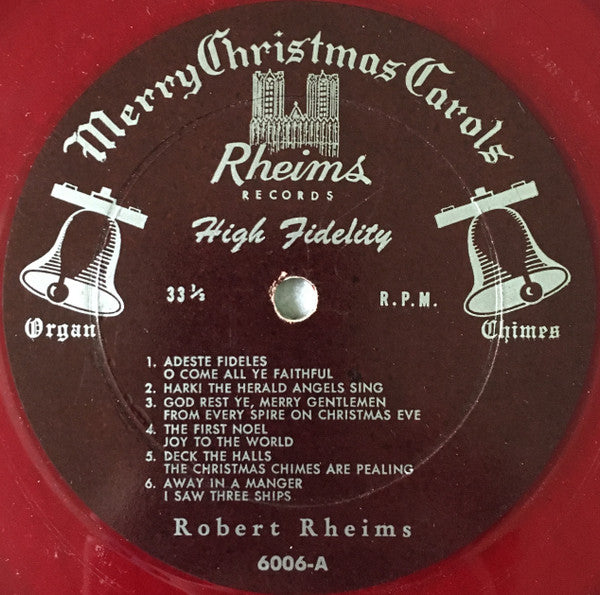 Merry Christmas Carols
Rheims
RECORDS
High Fidelity
33 ⅓
R.P.M.
Organ
Chimes
1. ADESTE FIDELES
O COME ALL YE FAITHFUL
2. HARK! THE HERALD ANGELS SING
3. GOD REST YE, MERRY GENTLEMEN
FROM EVERY SPIRE ON CHRISTMAS EVE
4. THE FIRST NOEL
JOY TO THE WORLD
5. DECK THE HALLS
THE CHRISTMAS CHIMES ARE PEALING
6. AWAY IN A MANGER
I SAW THREE SHIPS
Robert Rheims
6006-A